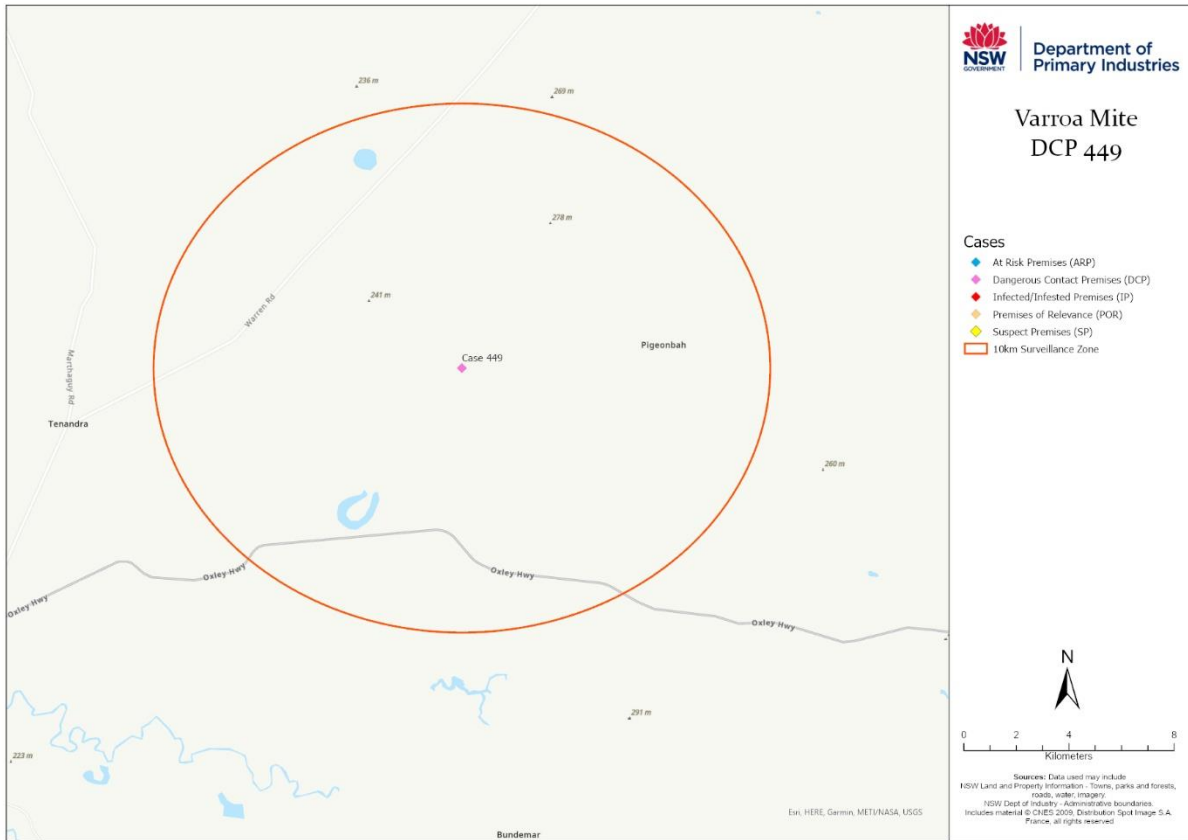 236 m
269 m
278 m
241 m
Warren Rd
Pigeonbah
Case 449
Marthaguy Rd
Tenandra
260 m
Oxley Hwy
Oxley Hwy
Oxley Hwy
Oxley Hwy
291 m
223 m
Esri, HERE, Garmin, METI/NASA, USGS
Bundemar
NSW
GOVERNMENT
Department of
Primary Industries
Varroa Mite
DCP 449
Cases
At Risk Premises (ARP)
Dangerous Contact Premises (DCP)
Infected/Infested Premises (IP)
Premises of Relevance (POR)
Suspect Premises (SP)
10km Surveillance Zone
N
0 2 4 8
Kilometers
Sources: Data used may include
NSW Land and Property Information - Towns, parks and forests,
roads, water, imagery.
NSW Dept of Industry - Administrative boundaries.
Includes material © CNES 2009, Distribution Spot Image S.A.
France, all rights reserved